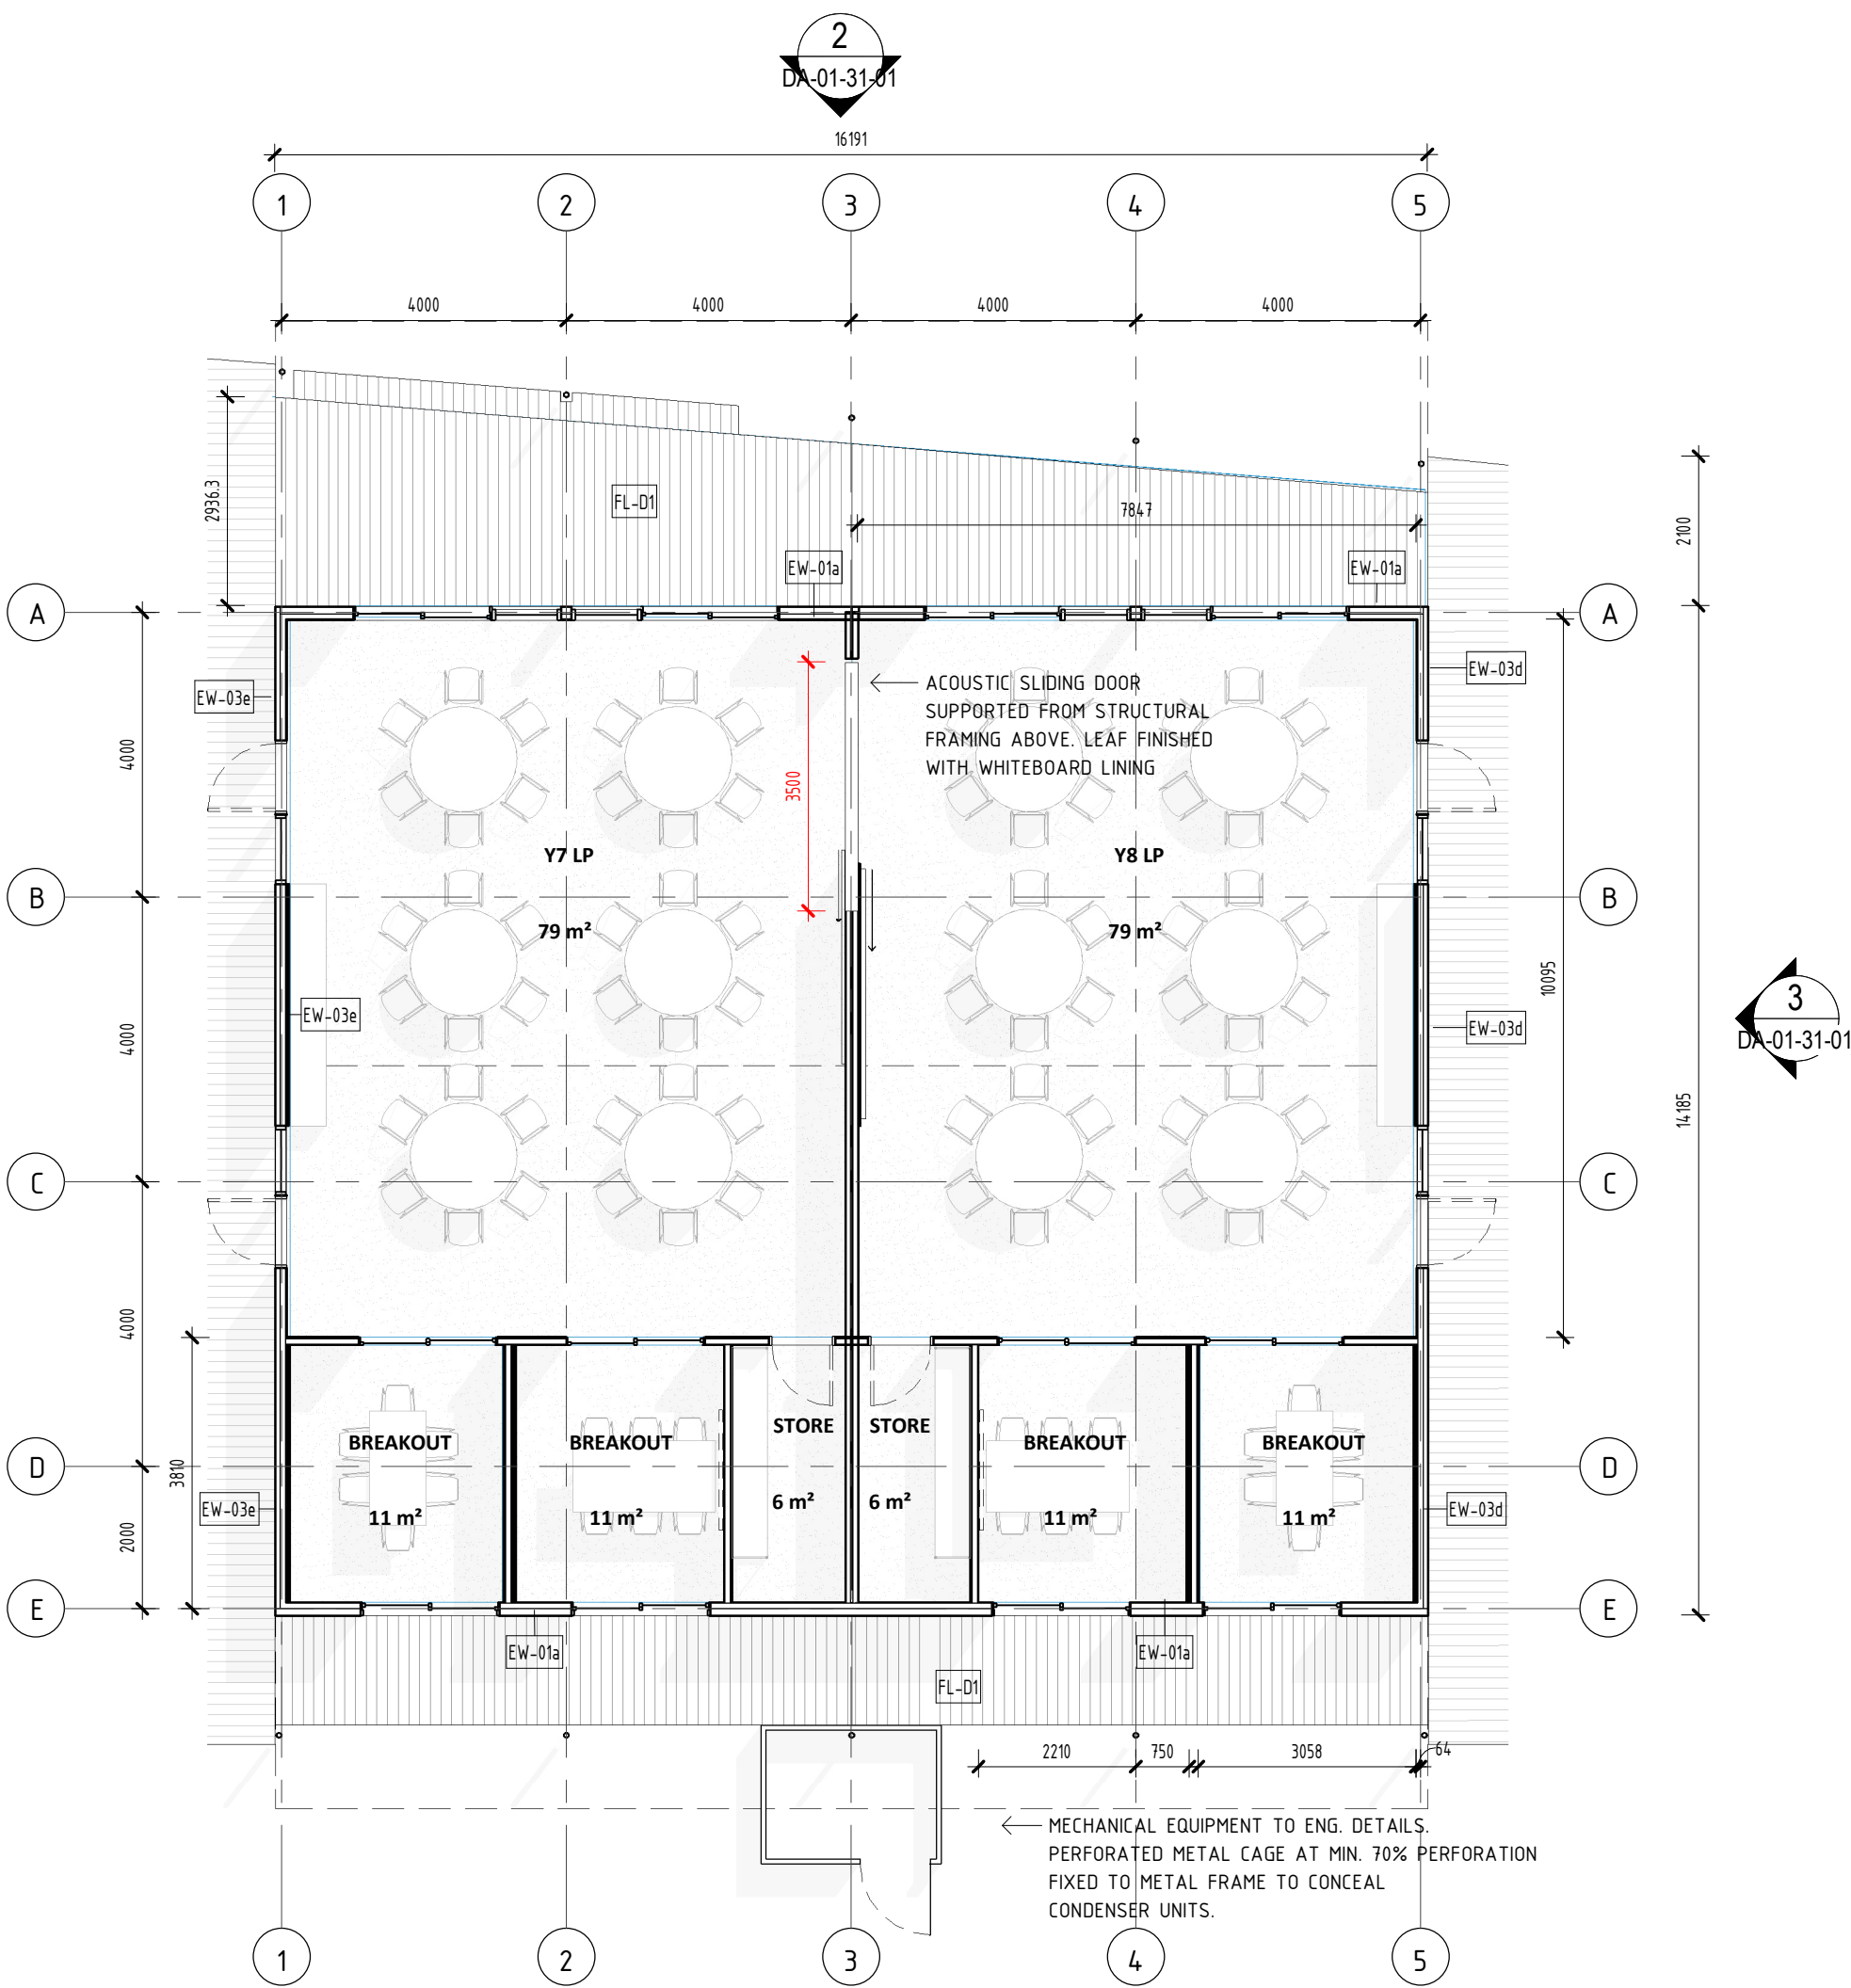 2
DA-01-31-01
16191
1
2
3
4
5
4000
4000
4000
4000
2936.3
FL-D1
7847
2100
EW-01a
EW-01a
A
A
EW-03e
ACOUSTIC SLIDING DOOR
SUPPORTED FROM STRUCTURAL
FRAMING ABOVE. LEAF FINISHED
WITH WHITEBOARD LINING
EW-03d
4000
3500
Y7 LP
Y8 LP
B
B
79 m²
79 m²
10095
3
DA-01-31-01
EW-03e
EW-03d
4000
14185
C
C
4000
STORE
STORE
BREAKOUT
BREAKOUT
BREAKOUT
BREAKOUT
D
D
3810
6 m²
6 m²
EW-03e
11 m²
11 m²
11 m²
11 m²
EW-03d
2000
E
E
EW-01a
EW-01a
FL-D1
2210
750
3058
64
MECHANICAL EQUIPMENT TO ENG. DETAILS.
PERFORATED METAL CAGE AT MIN. 70% PERFORATION
FIXED TO METAL FRAME TO CONCEAL
CONDENSER UNITS.
1
2
3
4
5